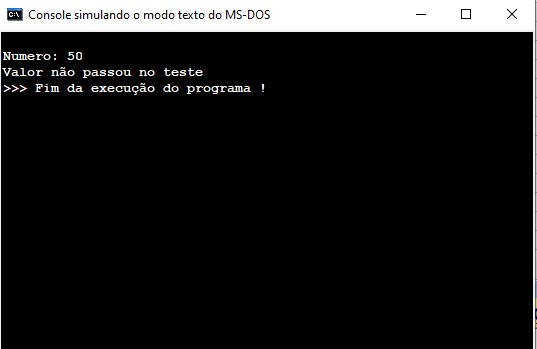 Console simulando o modo texto do MS-DOS
Numero: 50
Valor não passou no teste
>>> Fim da execução do programa !